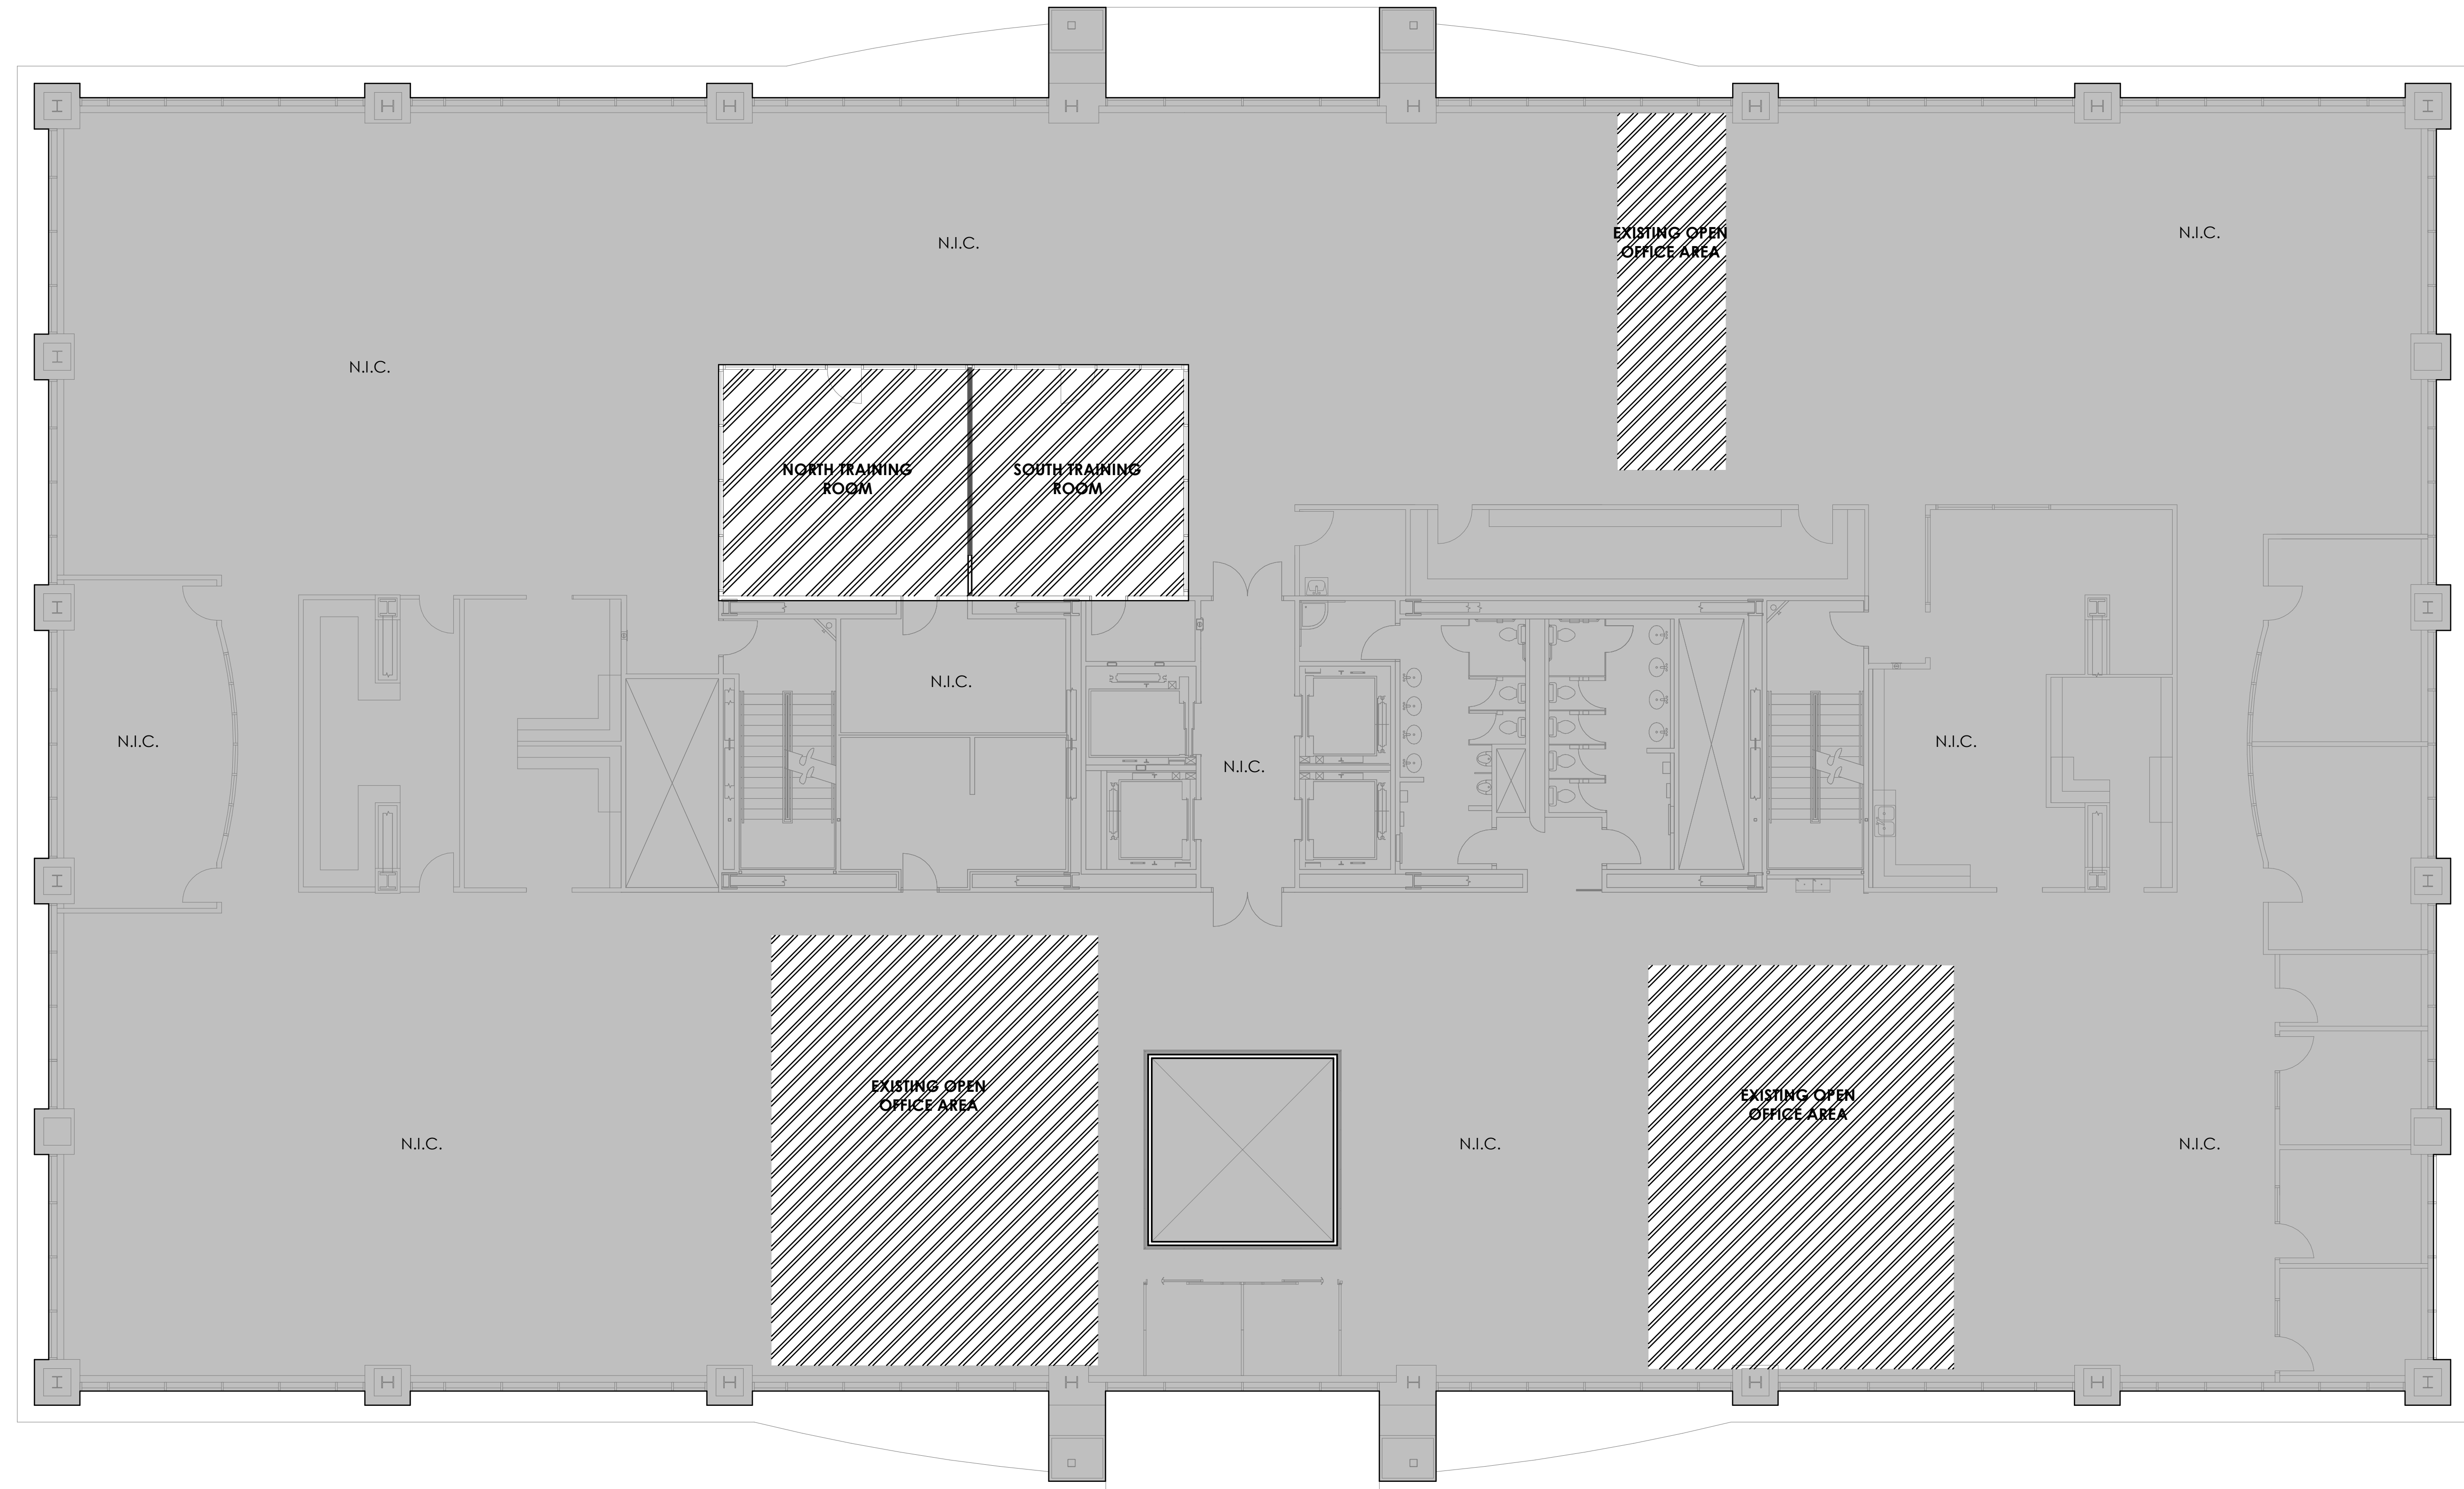 N.I.C.
EXISTING OPEN
OFFICE AREA
N.I.C.
N.I.C.
NORTH TRAINING
ROOM
SOUTH TRAINING
ROOM
N.I.C.
N.I.C.
N.I.C.
N.I.C.
EXISTING OPEN
OFFICE AREA
EXISTING OPEN
OFFICE AREA
N.I.C.
N.I.C.
N.I.C.